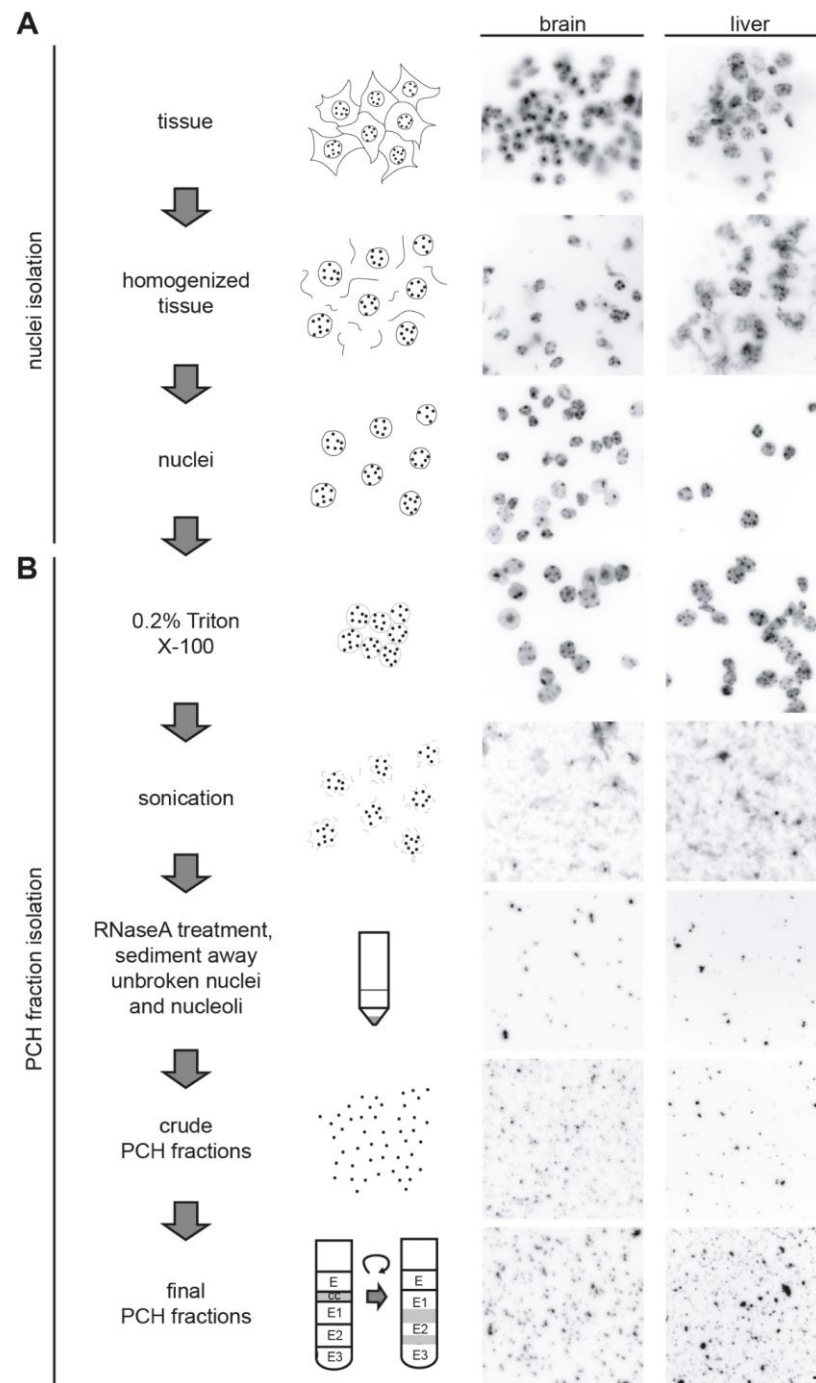 A
brain
liver
nuclei isolation
tissue
homogenized
tissue
nuclei
B
PCH fraction isolation
0.2% Triton
X-100
sonication
RNaseA treatment,
sediment away
unbroken nuclei
and nucleoli
crude
PCH fractions
final
PCH fractions
E
cc
E1
E2
E3
E
E1
E2
E3